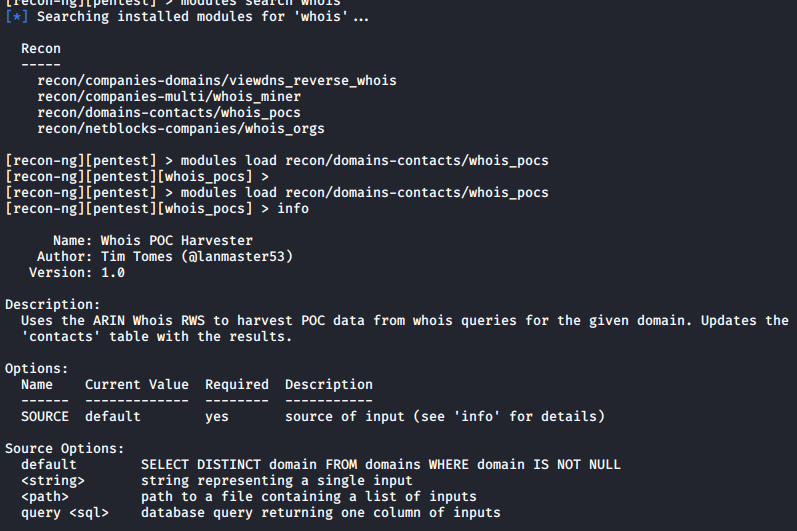 [recon-ng][pentest] > modules search whois
[*] Searching installed modules for 'whois'...
Recon
-----
recon/companies-domains/viewdns_reverse_whois
recon/companies-multi/whois_miner
recon/domains-contacts/whois_pocs
recon/netblocks-companies/whois_orgs
[recon-ng][pentest] > modules load recon/domains-contacts/whois_pocs
[recon-ng][pentest][whois_pocs] >
[recon-ng][pentest] > modules load recon/domains-contacts/whois_pocs
[recon-ng][pentest][whois_pocs] > info
Name: Whois POC Harvester
Author: Tim Tomes (@lanmaster53)
Version: 1.0
Description:
Uses the ARIN Whois RWS to harvest POC data from whois queries for the given domain. Updates the
'contacts' table with the results.
Options:
Name    Current Value  Required  Description
------  -------------  --------  -----------
SOURCE  default        yes       source of input (see 'info' for details)
Source Options:
default        SELECT DISTINCT domain FROM domains WHERE domain IS NOT NULL
<string>       string representing a single input
<path>         path to a file containing a list of inputs
query <sql>    database query returning one column of inputs